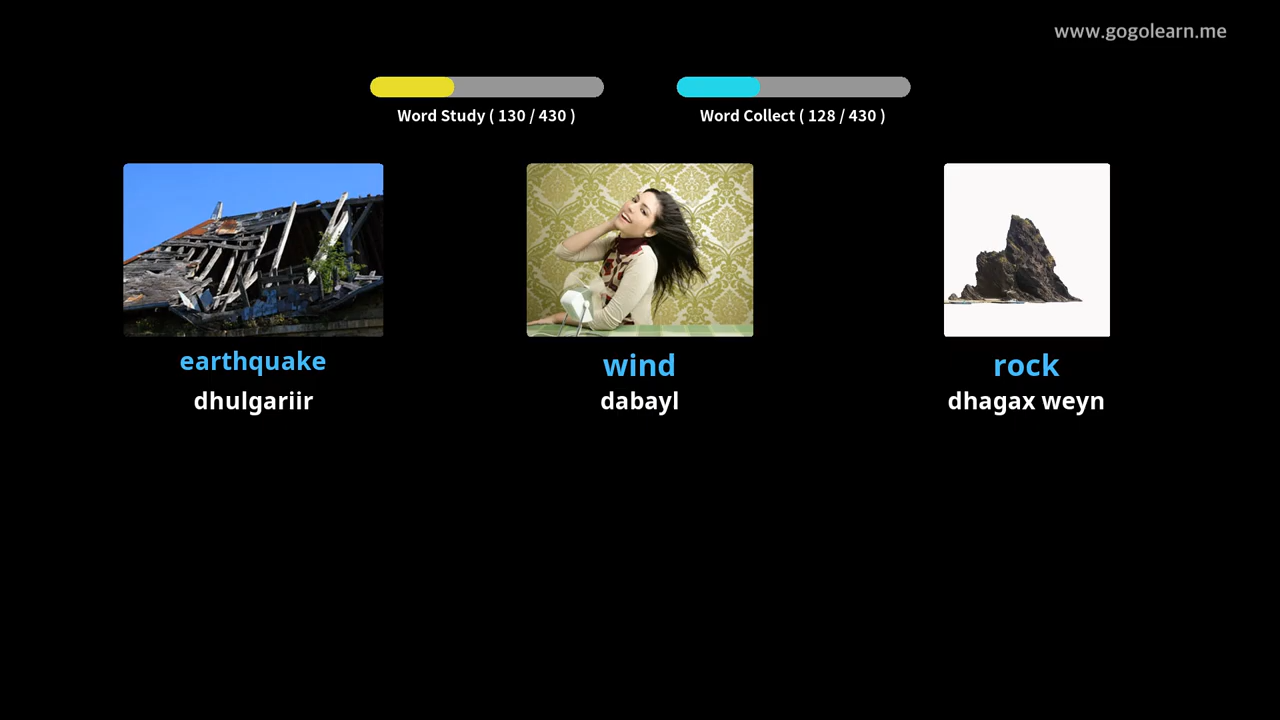 www.gogolearn.me
Word Study ( 130 / 430 )
Word Collect ( 128 / 430 )
earthquake
wind
rock
dhulgariir
dabayl
dhagax weyn